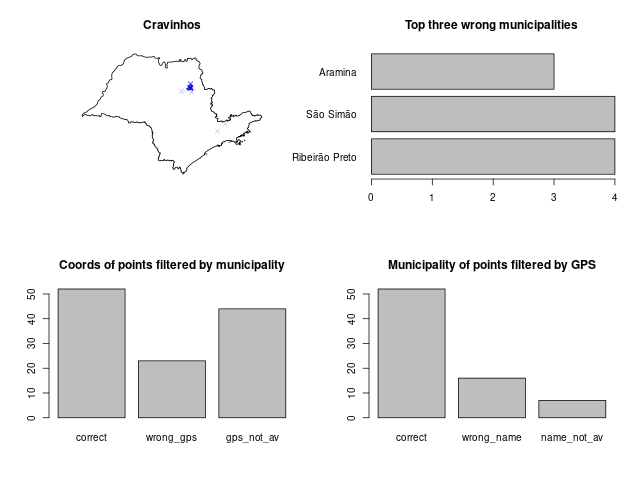 Cravinhos
Top three wrong municipalities
Aramina
São Simão
Ribeirão Preto
0 1 2 3 4
Coords of points filtered by municipality
50
40
30
20
10
0
correct wrong_gps gps_not_av
Municipality of points filtered by GPS
50
40
30
20
10
0
correct wrong_name name_not_av